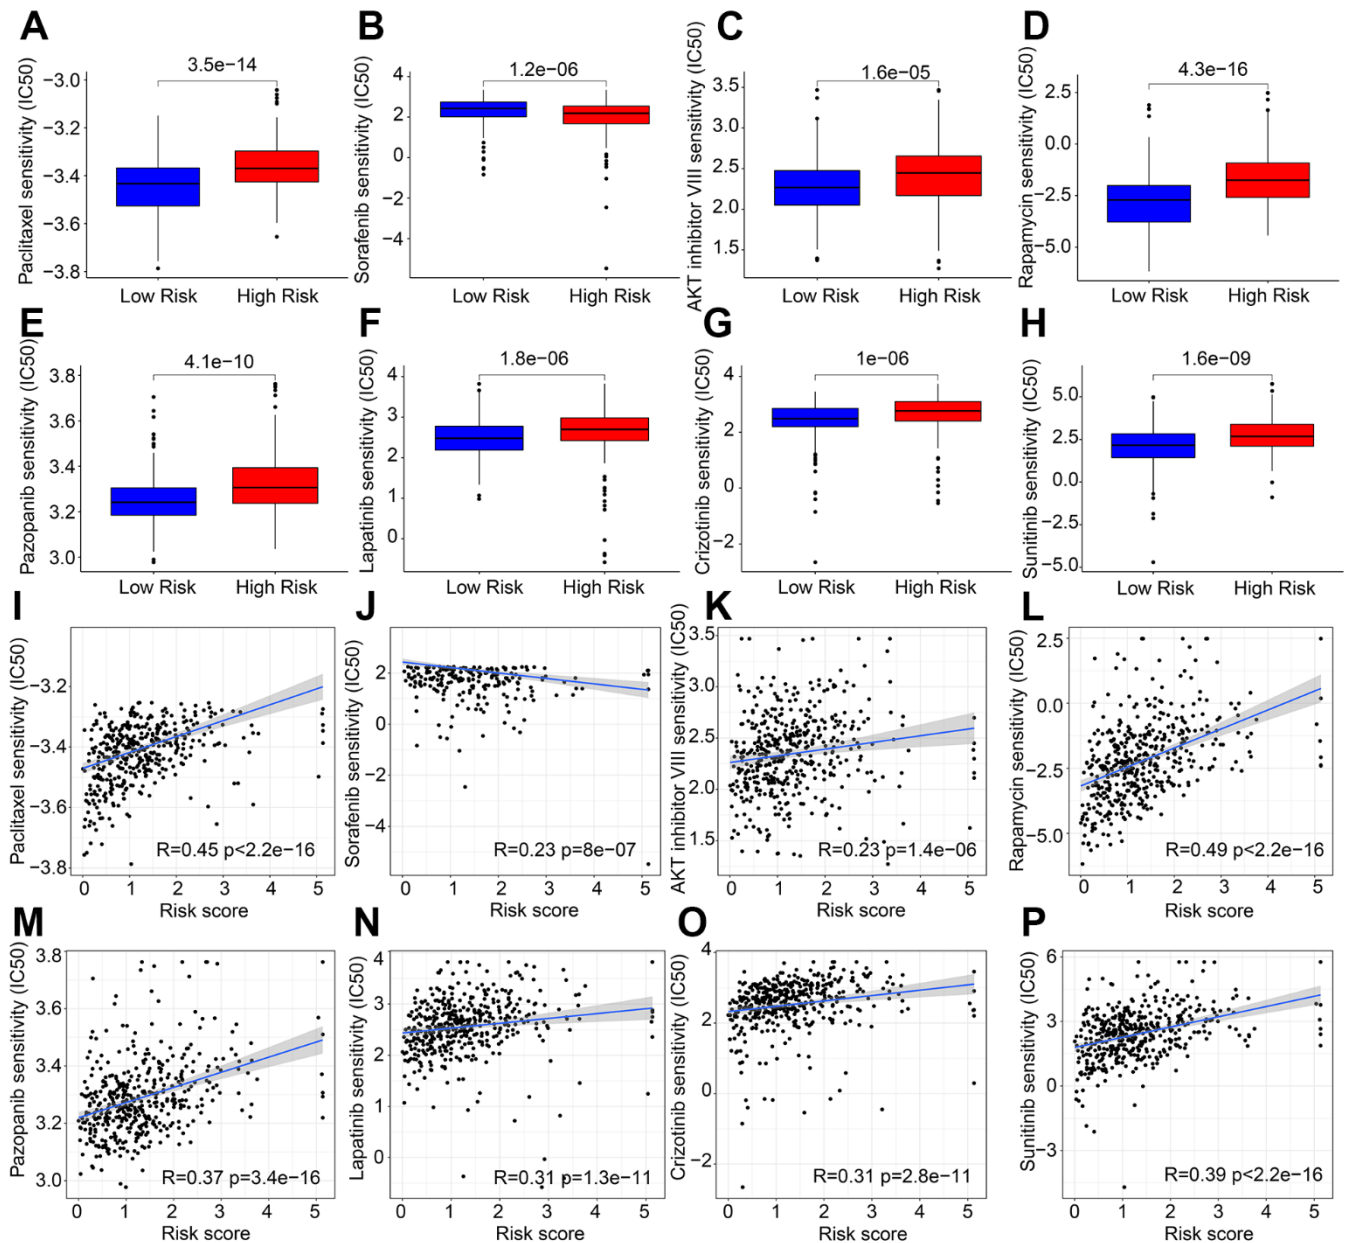 A
B
C
D
Paclitaxel sensitivity (IC50)
−3.0
−3.2
−3.4
−3.6
−3.8
3.5e−14
Low Risk
High Risk
Sorafenib sensitivity (IC50)
4
2
0
−2
−4
1.2e−06
Low Risk
High Risk
AKT inhibitor VIII sensitivity (IC50)
3.5
3.0
2.5
2.0
1.5
1.6e−05
Low Risk
High Risk
Rapamycin sensitivity (IC50)
2.5
0.0
−2.5
−5.0
4.3e−16
Low Risk
High Risk
E
F
G
H
Pazopanib sensitivity (IC50)
3.8
3.6
3.4
3.2
3.0
4.1e−10
Low Risk
High Risk
Lapatinib sensitivity (IC50)
4
3
2
1
0
1.8e−06
Low Risk
High Risk
Crizotinib sensitivity (IC50)
4
2
0
−2
1e−06
Low Risk
High Risk
Sunitinib sensitivity (IC50)
5.0
2.5
0.0
−2.5
−5.0
1.6e−09
Low Risk
High Risk
I
J
K
L
Paclitaxel sensitivity (IC50)
−3.2
−3.4
−3.6
−3.8
R=0.45 p<2.2e−16
0 1 2 3 4 5
Risk score
Sorafenib sensitivity (IC50)
2
0
−2
−4
R=0.23 p=8e−07
0 1 2 3 4 5
Risk score
AKT inhibitor VIII sensitivity (IC50)
3.5
3.0
2.5
2.0
1.5
R=0.23 p=1.4e−06
0 1 2 3 4 5
Risk score
Rapamycin sensitivity (IC50)
2.5
0.0
−2.5
−5.0
R=0.49 p<2.2e−16
0 1 2 3 4 5
Risk score
M
N
O
P
Pazopanib sensitivity (IC50)
3.8
3.6
3.4
3.2
3.0
R=0.37 p=3.4e−16
0 1 2 3 4 5
Risk score
Lapatinib sensitivity (IC50)
4
3
2
1
0
R=0.31 p=1.3e−11
0 1 2 3 4 5
Risk score
Crizotinib sensitivity (IC50)
4
2
0
−2
R=0.31 p=2.8e−11
0 1 2 3 4 5
Risk score
Sunitinib sensitivity (IC50)
6
3
0
−3
R=0.39 p<2.2e−16
0 1 2 3 4 5
Risk score